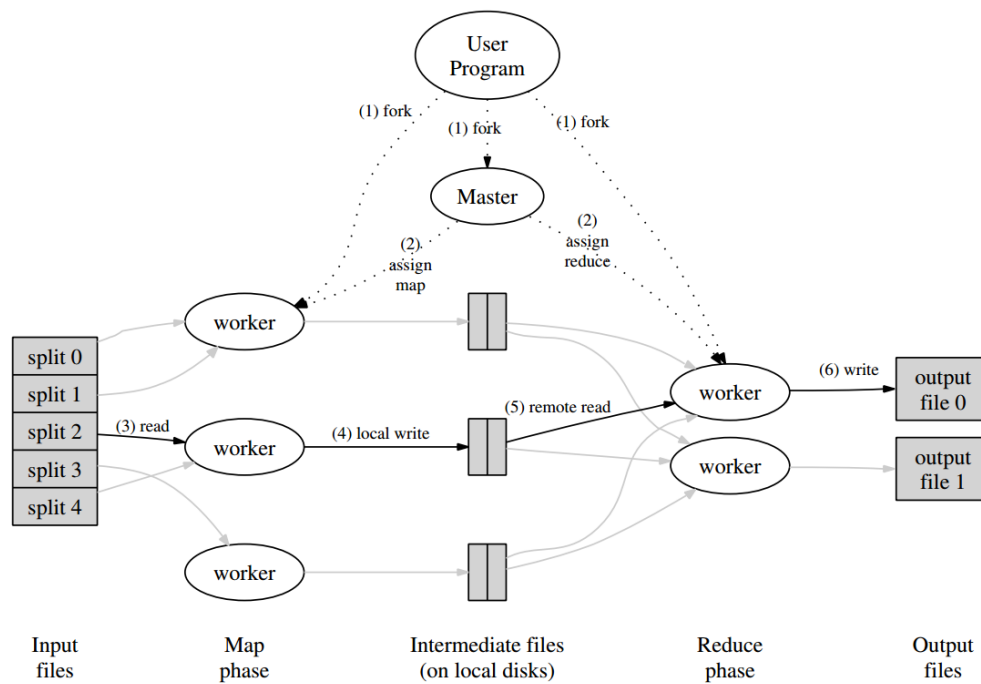 User
Program
(1) fork
(1) fork
(1) fork
Master
(2)
assign
map
(2)
assign
reduce
worker
split 0
split 1
split 2
split 3
split 4
(3) read
worker
(4) local write
(5) remote read
worker
(6) write
output
file 0
worker
output
file 1
worker
Input
files
Map
phase
Intermediate files
(on local disks)
Reduce
phase
Output
files